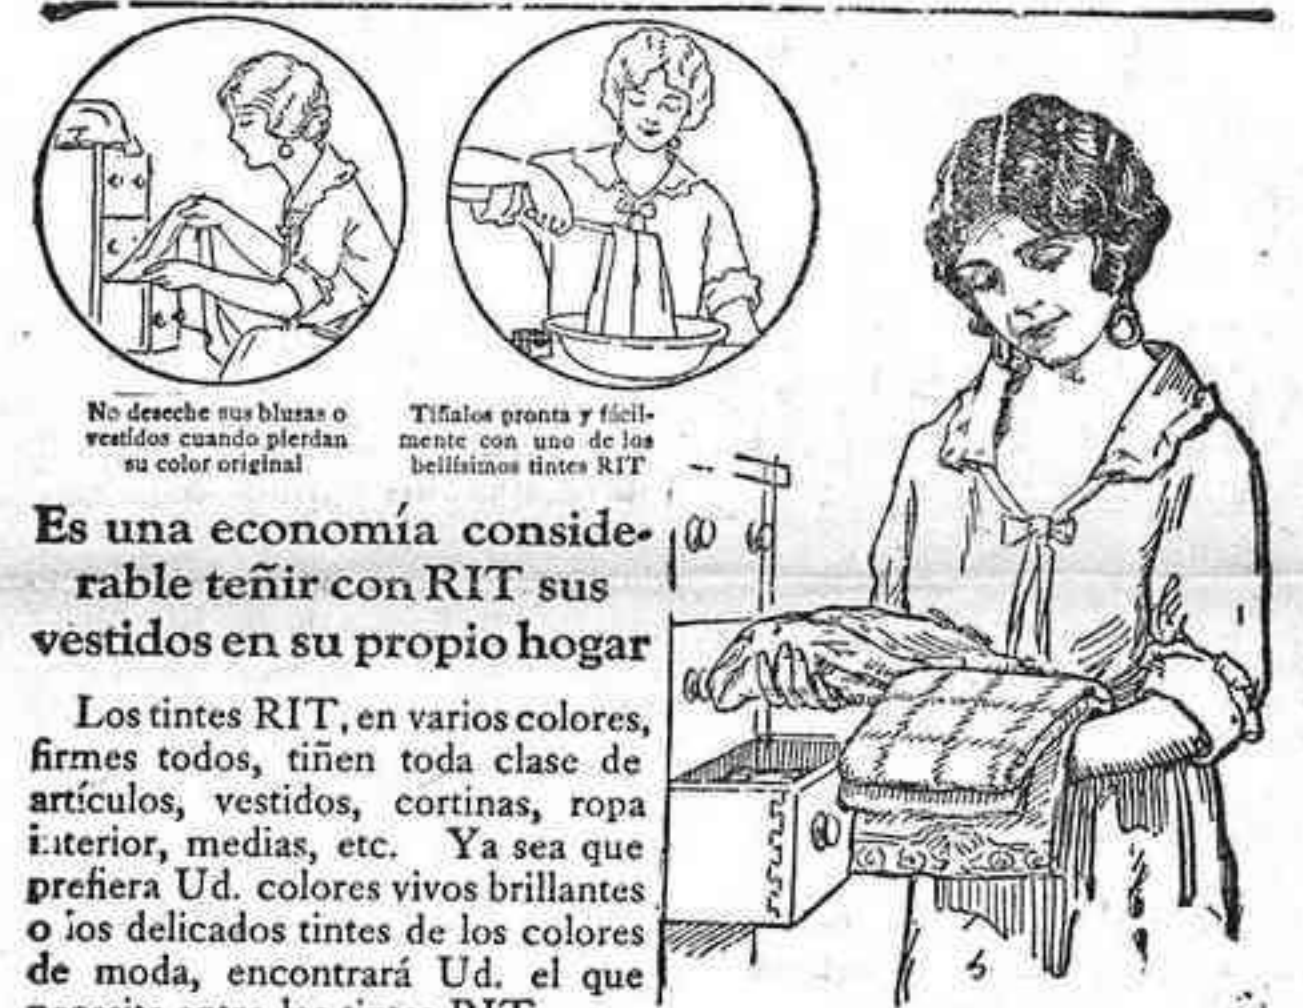 No deseche sus blusas o
vestidos cuando pierdan
su color original
Tíñalos pronta y fácil-
mente con uno de los
bellísimos tintes RIT
Es una economía conside-
rable teñir con RIT sus
vestidos en su propio hogar
Los tintes RIT, en varios colores,
firmes todos, tiñen toda clase de
artículos, vestidos, cortinas, ropa
interior, medias, etc. Ya sea que
prefiera Ud. colores vivos brillantes
o los delicados tintes de los colores
de moda, encontrará Ud. el que